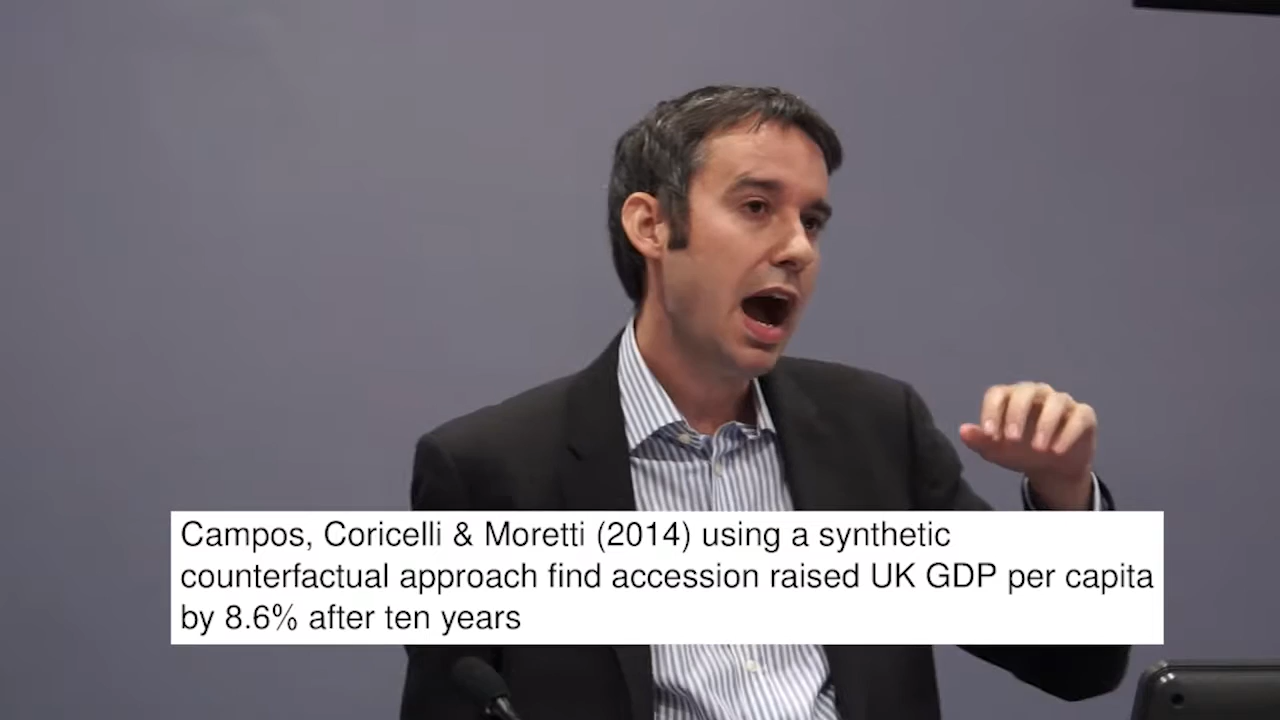 Campos, Coricelli & Moretti (2014) using a synthetic
counterfactual approach find accession raised UK GDP per capita
by 8.6% after ten years